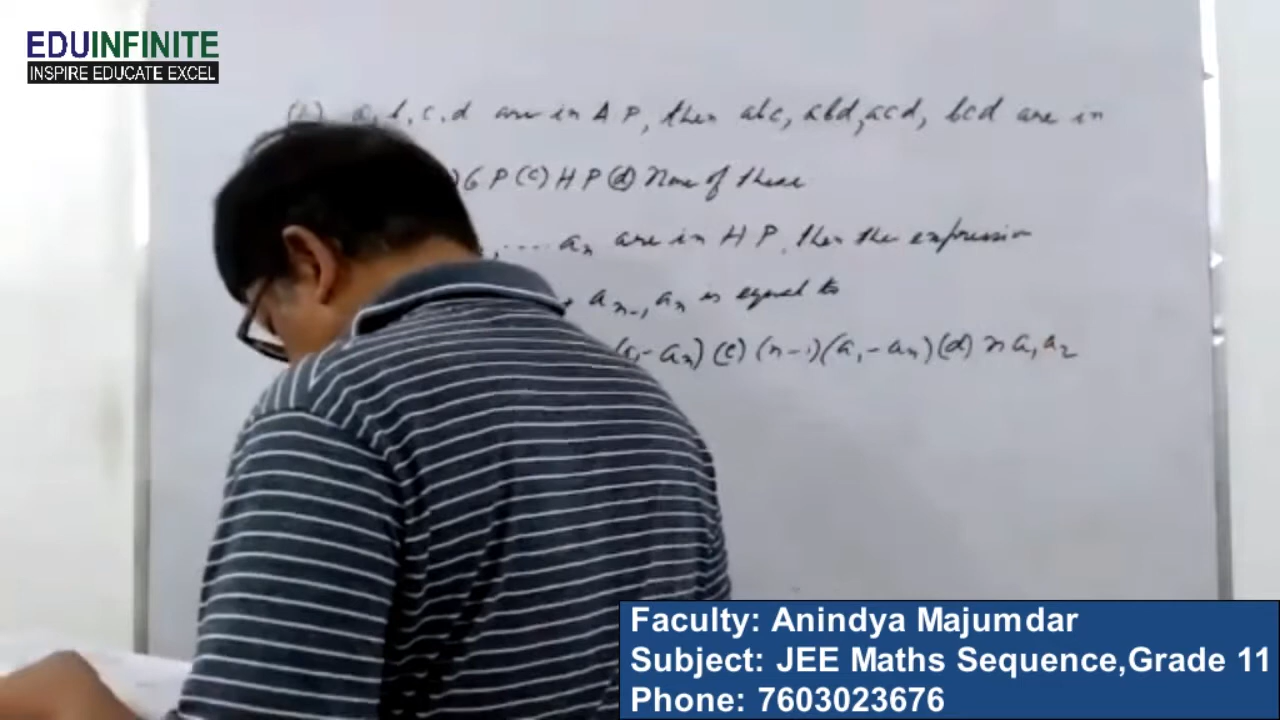 EDUINFINITE
INSPIRE EDUCATE EXCEL
a, b, c, d are in A P, then abc, abd, acd, bcd are in
G P (c) H P (d) None of these
, .... aₙ are in H P, then the expression
+ aₙ₋₁ aₙ is equal to
(a₁ - aₙ) (c) (n-1)(a₁ - aₙ) (d) n a₁ a₂
Faculty: Anindya Majumdar
Subject: JEE Maths Sequence,Grade 11
Phone: 7603023676